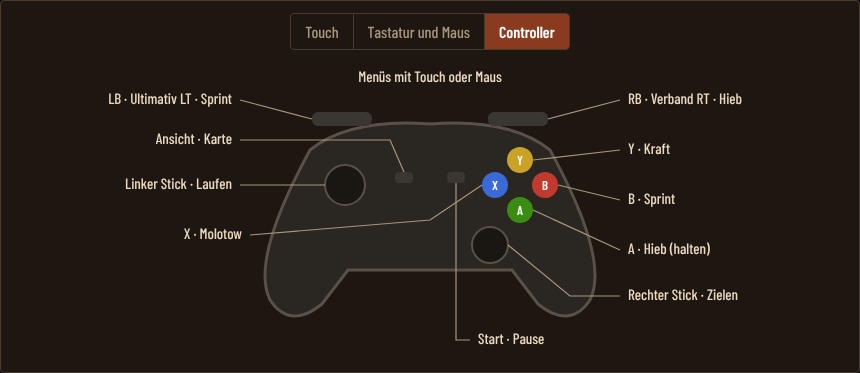 Touch
Tastatur und Maus
Controller
Menüs mit Touch oder Maus
LB · Ultimativ LT · Sprint
RB · Verband RT · Hieb
Ansicht · Karte
Y · Kraft
Y
Linker Stick · Laufen
X
B
B · Sprint
A
X · Molotow
A · Hieb (halten)
Rechter Stick · Zielen
Start · Pause